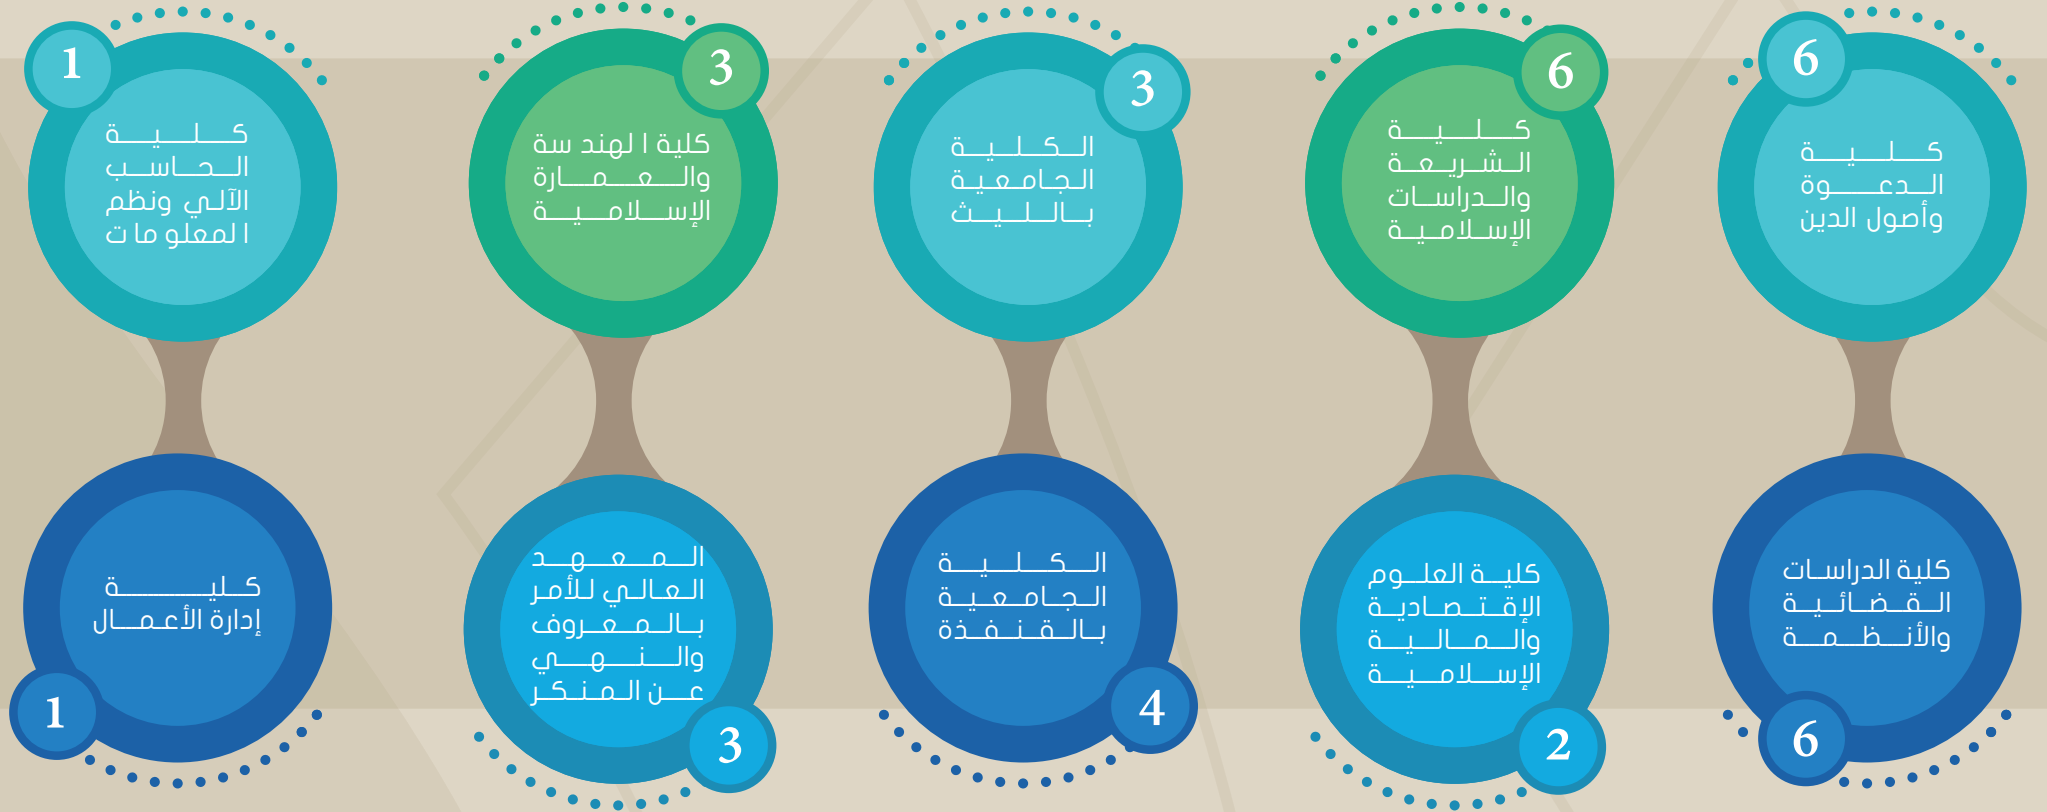 6
كلية
الدعوة
وأصول الدين
6
كلية
الشريعة
والدراسات
الإسلامية
3
الكلية
الجامعية
بالليث
3
كلية الهندسة
والعمارة
الإسلامية
1
كلية
الحاسب
الآلي ونظم
المعلومات
كلية الدراسات
القضائية
والأنظمة
6
كلية العلوم
الإقتصادية
والمالية
الإسلامية
2
الكلية
الجامعية
بالقنفذة
4
المعهد
العالي للأمر
بالمعروف
والنهي
عن المنكر
3
كلية
إدارة الأعمال
1